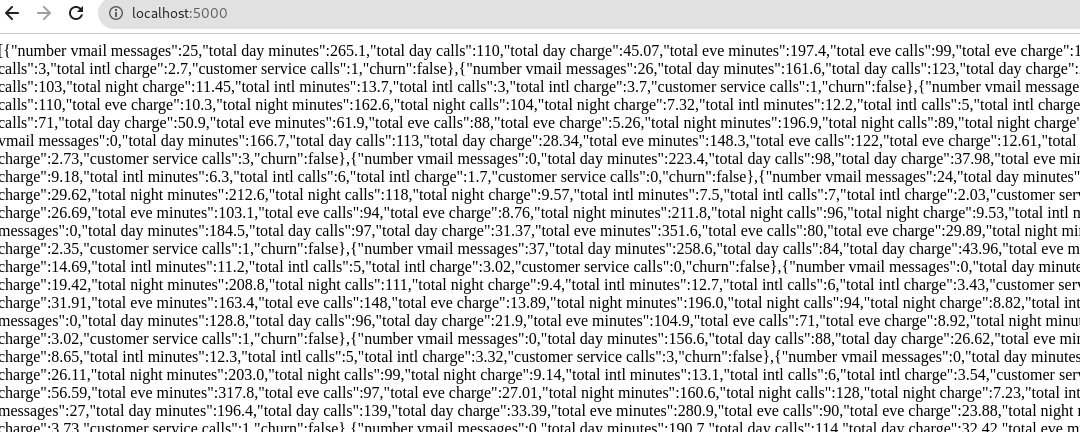 localhost:5000
[{"number vmail messages":25,"total day minutes":265.1,"total day calls":110,"total day charge":45.07,"total eve minutes":197.4,"total eve calls":99,"total eve charge":1
calls":3,"total intl charge":2.7,"customer service calls":1,"churn":false},{"number vmail messages":26,"total day minutes":161.6,"total day calls":123,"total day charge":
calls":103,"total night charge":11.45,"total intl minutes":13.7,"total intl calls":3,"total intl charge":3.7,"customer service calls":1,"churn":false},{"number vmail message
calls":110,"total eve charge":10.3,"total night minutes":162.6,"total night calls":104,"total night charge":7.32,"total intl minutes":12.2,"total intl calls":5,"total intl charge
calls":71,"total day charge":50.9,"total eve minutes":61.9,"total eve calls":88,"total eve charge":5.26,"total night minutes":196.9,"total night calls":89,"total night charge"
vmail messages":0,"total day minutes":166.7,"total day calls":113,"total day charge":28.34,"total eve minutes":148.3,"total eve calls":122,"total eve charge":12.61,"total
charge":2.73,"customer service calls":3,"churn":false},{"number vmail messages":0,"total day minutes":223.4,"total day calls":98,"total day charge":37.98,"total eve min
charge":9.18,"total intl minutes":6.3,"total intl calls":6,"total intl charge":1.7,"customer service calls":0,"churn":false},{"number vmail messages":24,"total day minutes"
charge":29.62,"total night minutes":212.6,"total night calls":118,"total night charge":9.57,"total intl minutes":7.5,"total intl calls":7,"total intl charge":2.03,"customer serv
charge":26.69,"total eve minutes":103.1,"total eve calls":94,"total eve charge":8.76,"total night minutes":211.8,"total night calls":96,"total night charge":9.53,"total intl m
messages":0,"total day minutes":184.5,"total day calls":97,"total day charge":31.37,"total eve minutes":351.6,"total eve calls":80,"total eve charge":29.89,"total night mi
charge":2.35,"customer service calls":1,"churn":false},{"number vmail messages":37,"total day minutes":258.6,"total day calls":84,"total day charge":43.96,"total eve m
charge":14.69,"total intl minutes":11.2,"total intl calls":5,"total intl charge":3.02,"customer service calls":0,"churn":false},{"number vmail messages":0,"total day minute
charge":19.42,"total night minutes":208.8,"total night calls":111,"total night charge":9.4,"total intl minutes":12.7,"total intl calls":6,"total intl charge":3.43,"customer serv
charge":31.91,"total eve minutes":163.4,"total eve calls":148,"total eve charge":13.89,"total night minutes":196.0,"total night calls":94,"total night charge":8.82,"total int
messages":0,"total day minutes":128.8,"total day calls":96,"total day charge":21.9,"total eve minutes":104.9,"total eve calls":71,"total eve charge":8.92,"total night minu
charge":3.02,"customer service calls":1,"churn":false},{"number vmail messages":0,"total day minutes":156.6,"total day calls":88,"total day charge":26.62,"total eve mi
charge":8.65,"total intl minutes":12.3,"total intl calls":5,"total intl charge":3.32,"customer service calls":3,"churn":false},{"number vmail messages":0,"total day minutes
charge":26.11,"total night minutes":203.0,"total night calls":99,"total night charge":9.14,"total intl minutes":13.1,"total intl calls":6,"total intl charge":3.54,"customer serv
charge":56.59,"total eve minutes":317.8,"total eve calls":97,"total eve charge":27.01,"total night minutes":160.6,"total night calls":128,"total night charge":7.23,"total int
messages":27,"total day minutes":196.4,"total day calls":139,"total day charge":33.39,"total eve minutes":280.9,"total eve calls":90,"total eve charge":23.88,"total night
charge":3.73,"customer service calls":1,"churn":false},{"number vmail messages":0,"total day minutes":190.7,"total day calls":114,"total day charge":32.42,"total eve m